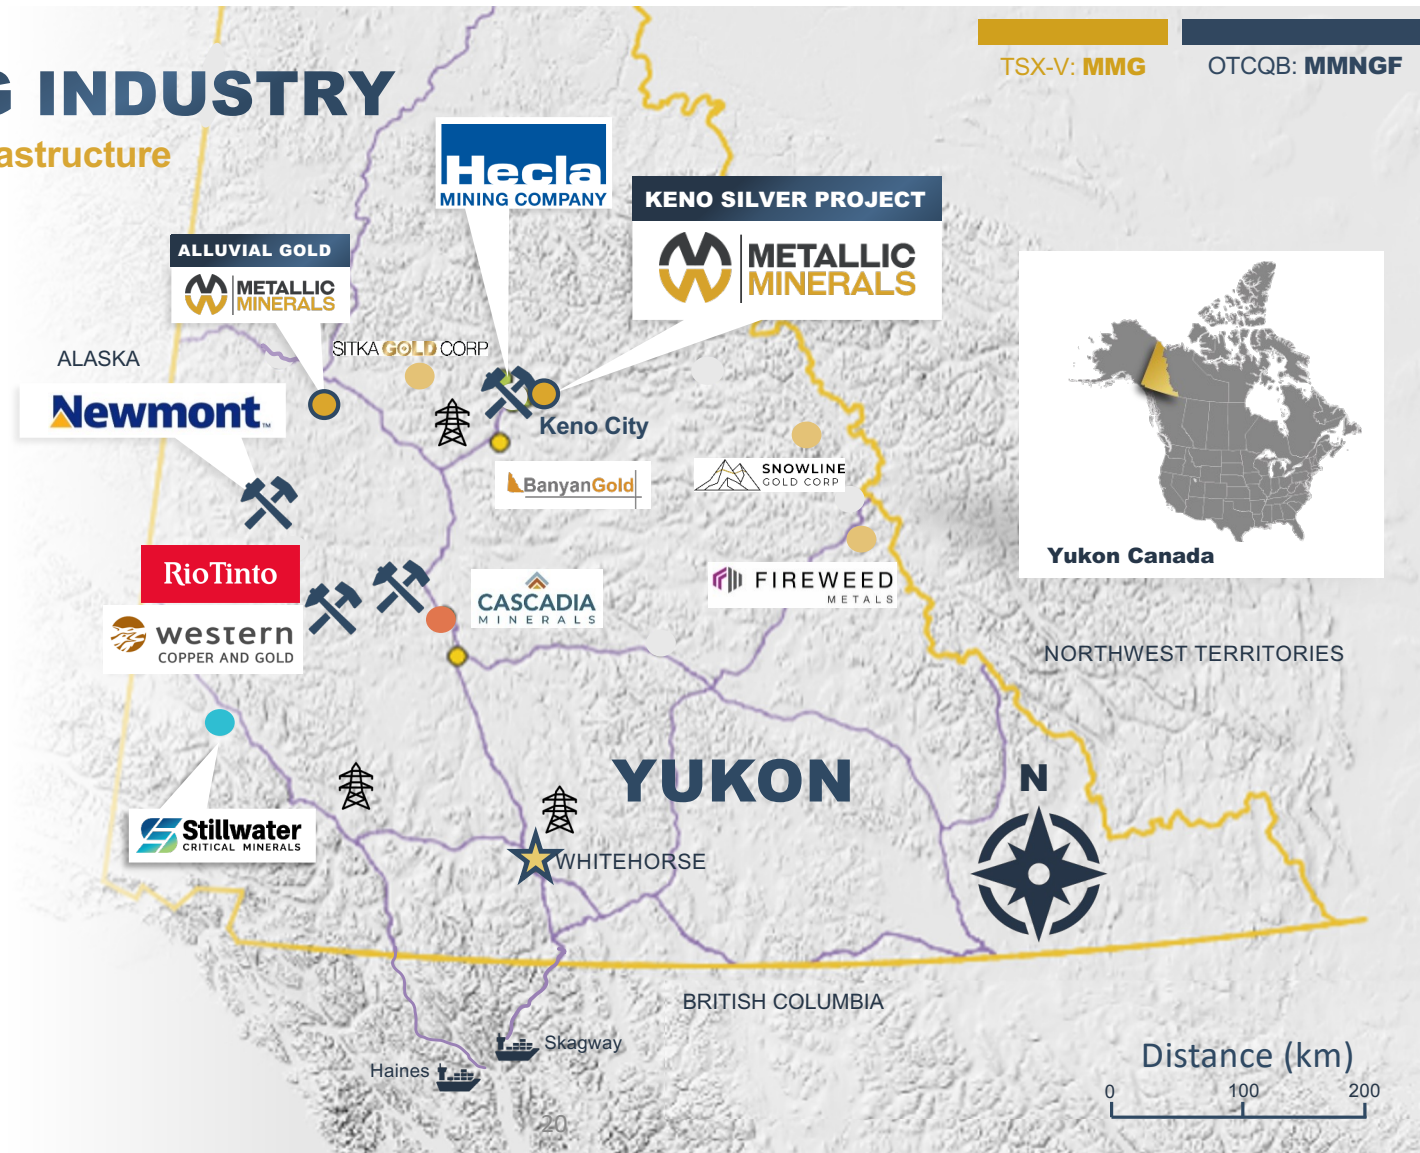 TSX-V: MMG
OTCQB: MMNGF
G INDUSTRY
astructure
Hecla
MINING COMPANY
KENO SILVER PROJECT
METALLIC
MINERALS
ALLUVIAL GOLD
METALLIC
MINERALS
SITKA GOLD CORP
ALASKA
Newmont™
Keno City
BanyanGold
SNOWLINE
GOLD CORP
Yukon Canada
RioTinto
FIREWEED
METALS
CASCADIA
MINERALS
western
COPPER AND GOLD
NORTHWEST TERRITORIES
YUKON
N
Stillwater
CRITICAL MINERALS
WHITEHORSE
BRITISH COLUMBIA
Skagway
Haines
Distance (km)
0 100 200
20